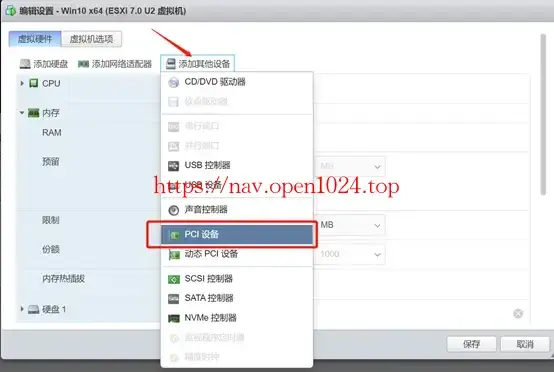 编辑设置 - Win10 x64 (ESXi 7.0 U2 虚拟机)
虚拟硬件 虚拟机选项
添加硬盘 添加网络适配器 添加其他设备
CPU
CD/DVD 驱动器
软盘驱动器
内存
RAM
串行端口
并行端口
预留
USB 控制器
MB
USB 设备
https://nav.open1024.top
声音控制器
限制
MB
PCI 设备
份额
动态 PCI 设备
1000
内存热插拔
SCSI 控制器
SATA 控制器
硬盘 1
NVMe 控制器
监视程序定时器
精确时钟
保存 取消